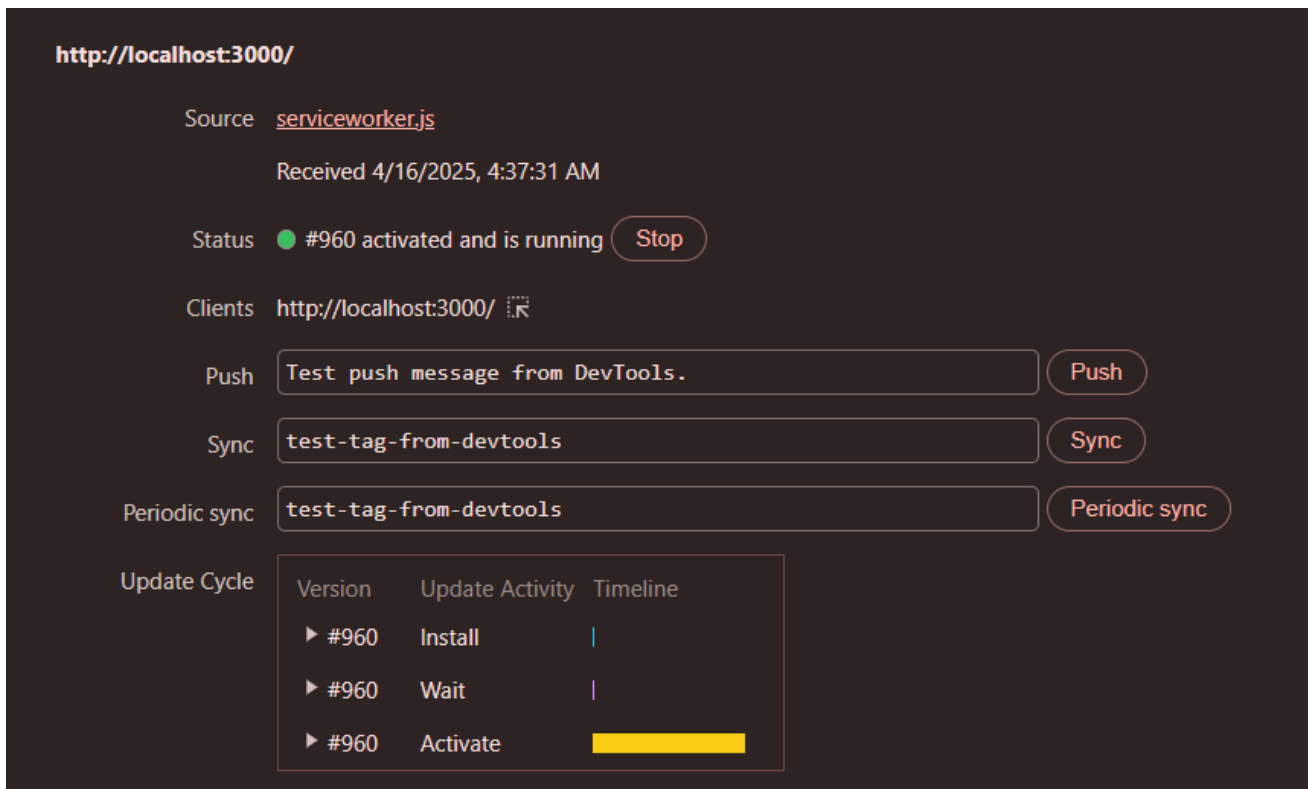 http://localhost:3000/
Source serviceworker.js
Received 4/16/2025, 4:37:31 AM
Status #960 activated and is running Stop
Clients http://localhost:3000/
Push Test push message from DevTools. Push
Sync test-tag-from-devtools Sync
Periodic sync test-tag-from-devtools Periodic sync
Update Cycle
Version Update Activity Timeline
#960 Install
#960 Wait
#960 Activate